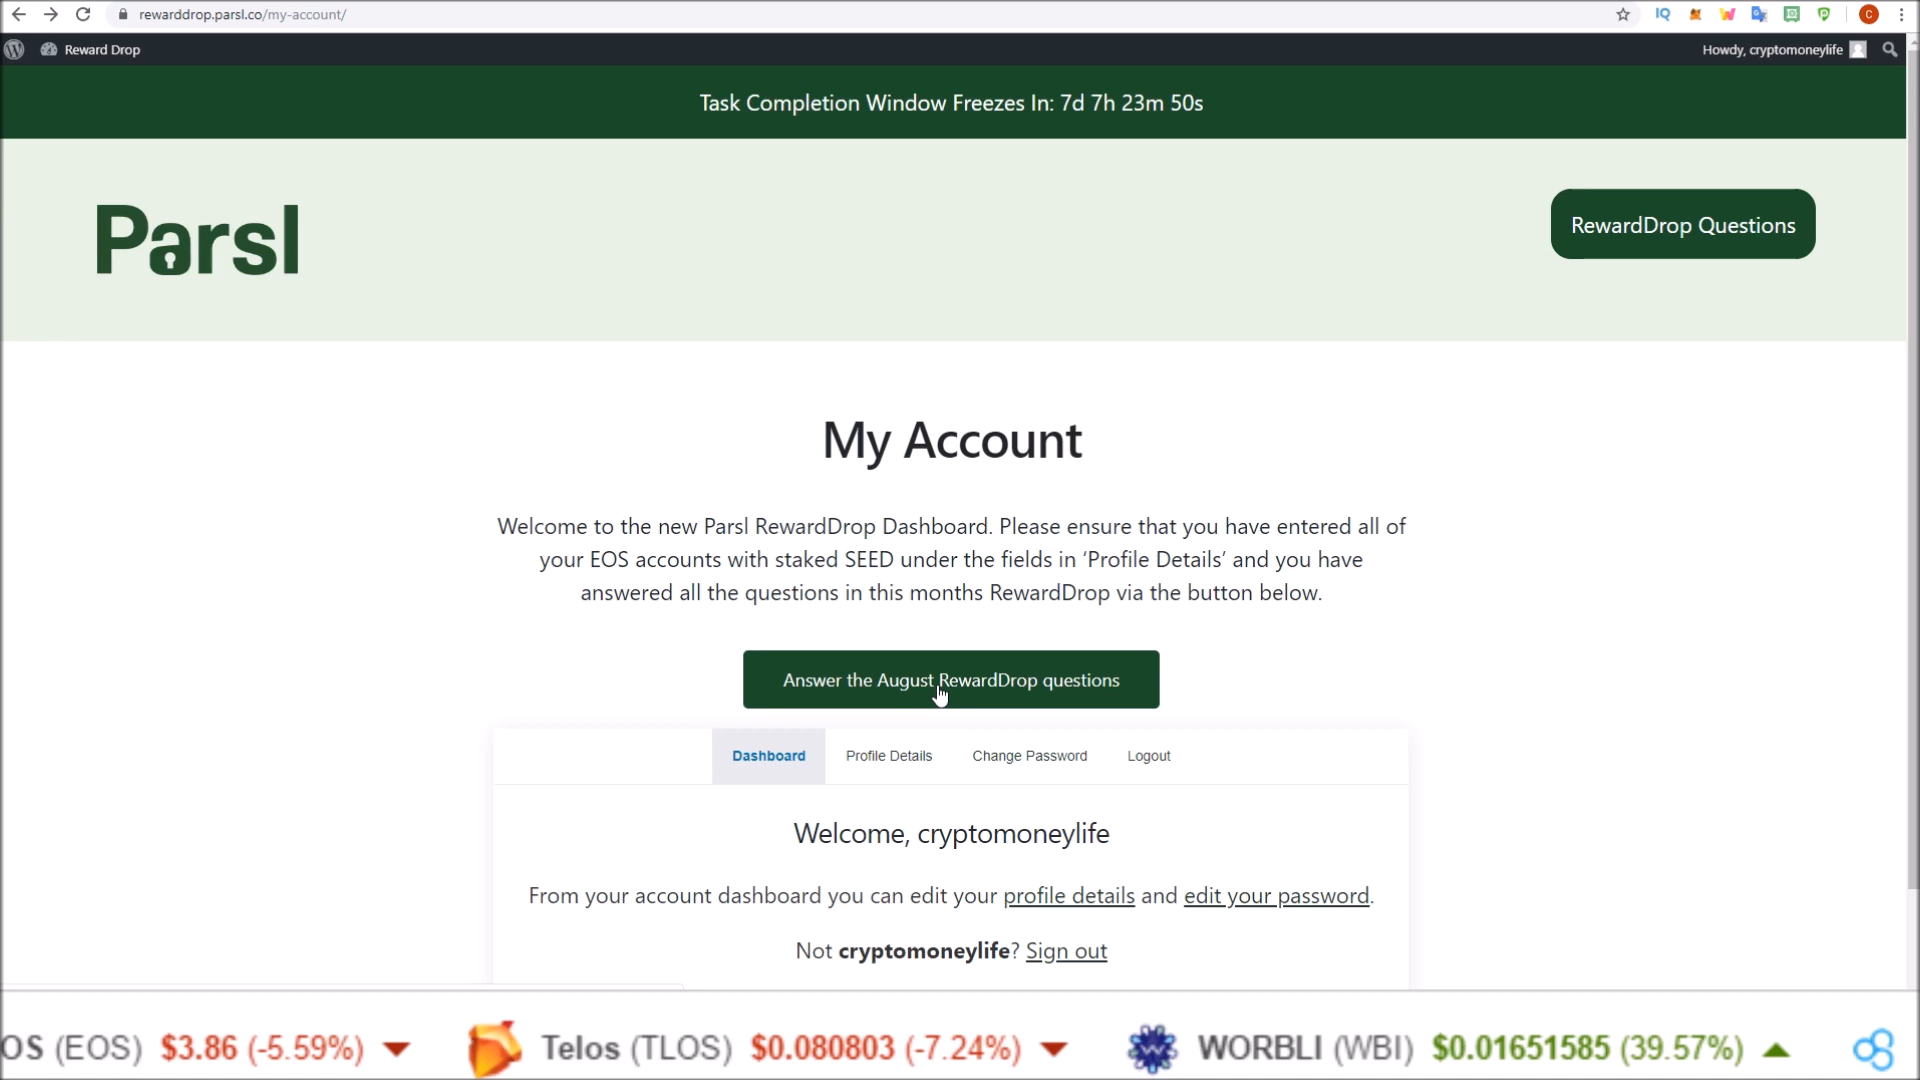 rewarddrop.parsl.co/my-account/
IQ
C
Reward Drop
Howdy, cryptomoneylife
Task Completion Window Freezes In: 7d 7h 23m 50s
Parsl
RewardDrop Questions
My Account
Welcome to the new Parsl RewardDrop Dashboard. Please ensure that you have entered all of
your EOS accounts with staked SEED under the fields in ‘Profile Details’ and you have
answered all the questions in this months RewardDrop via the button below.
Answer the August RewardDrop questions
Dashboard Profile Details Change Password Logout
Welcome, cryptomoneylife
From your account dashboard you can edit your profile details and edit your password.
Not cryptomoneylife? Sign out
OS (EOS) $3.86 (-5.59%) Telos (TLOS) $0.080803 (-7.24%) WORBLI (WBI) $0.01651585 (39.57%)